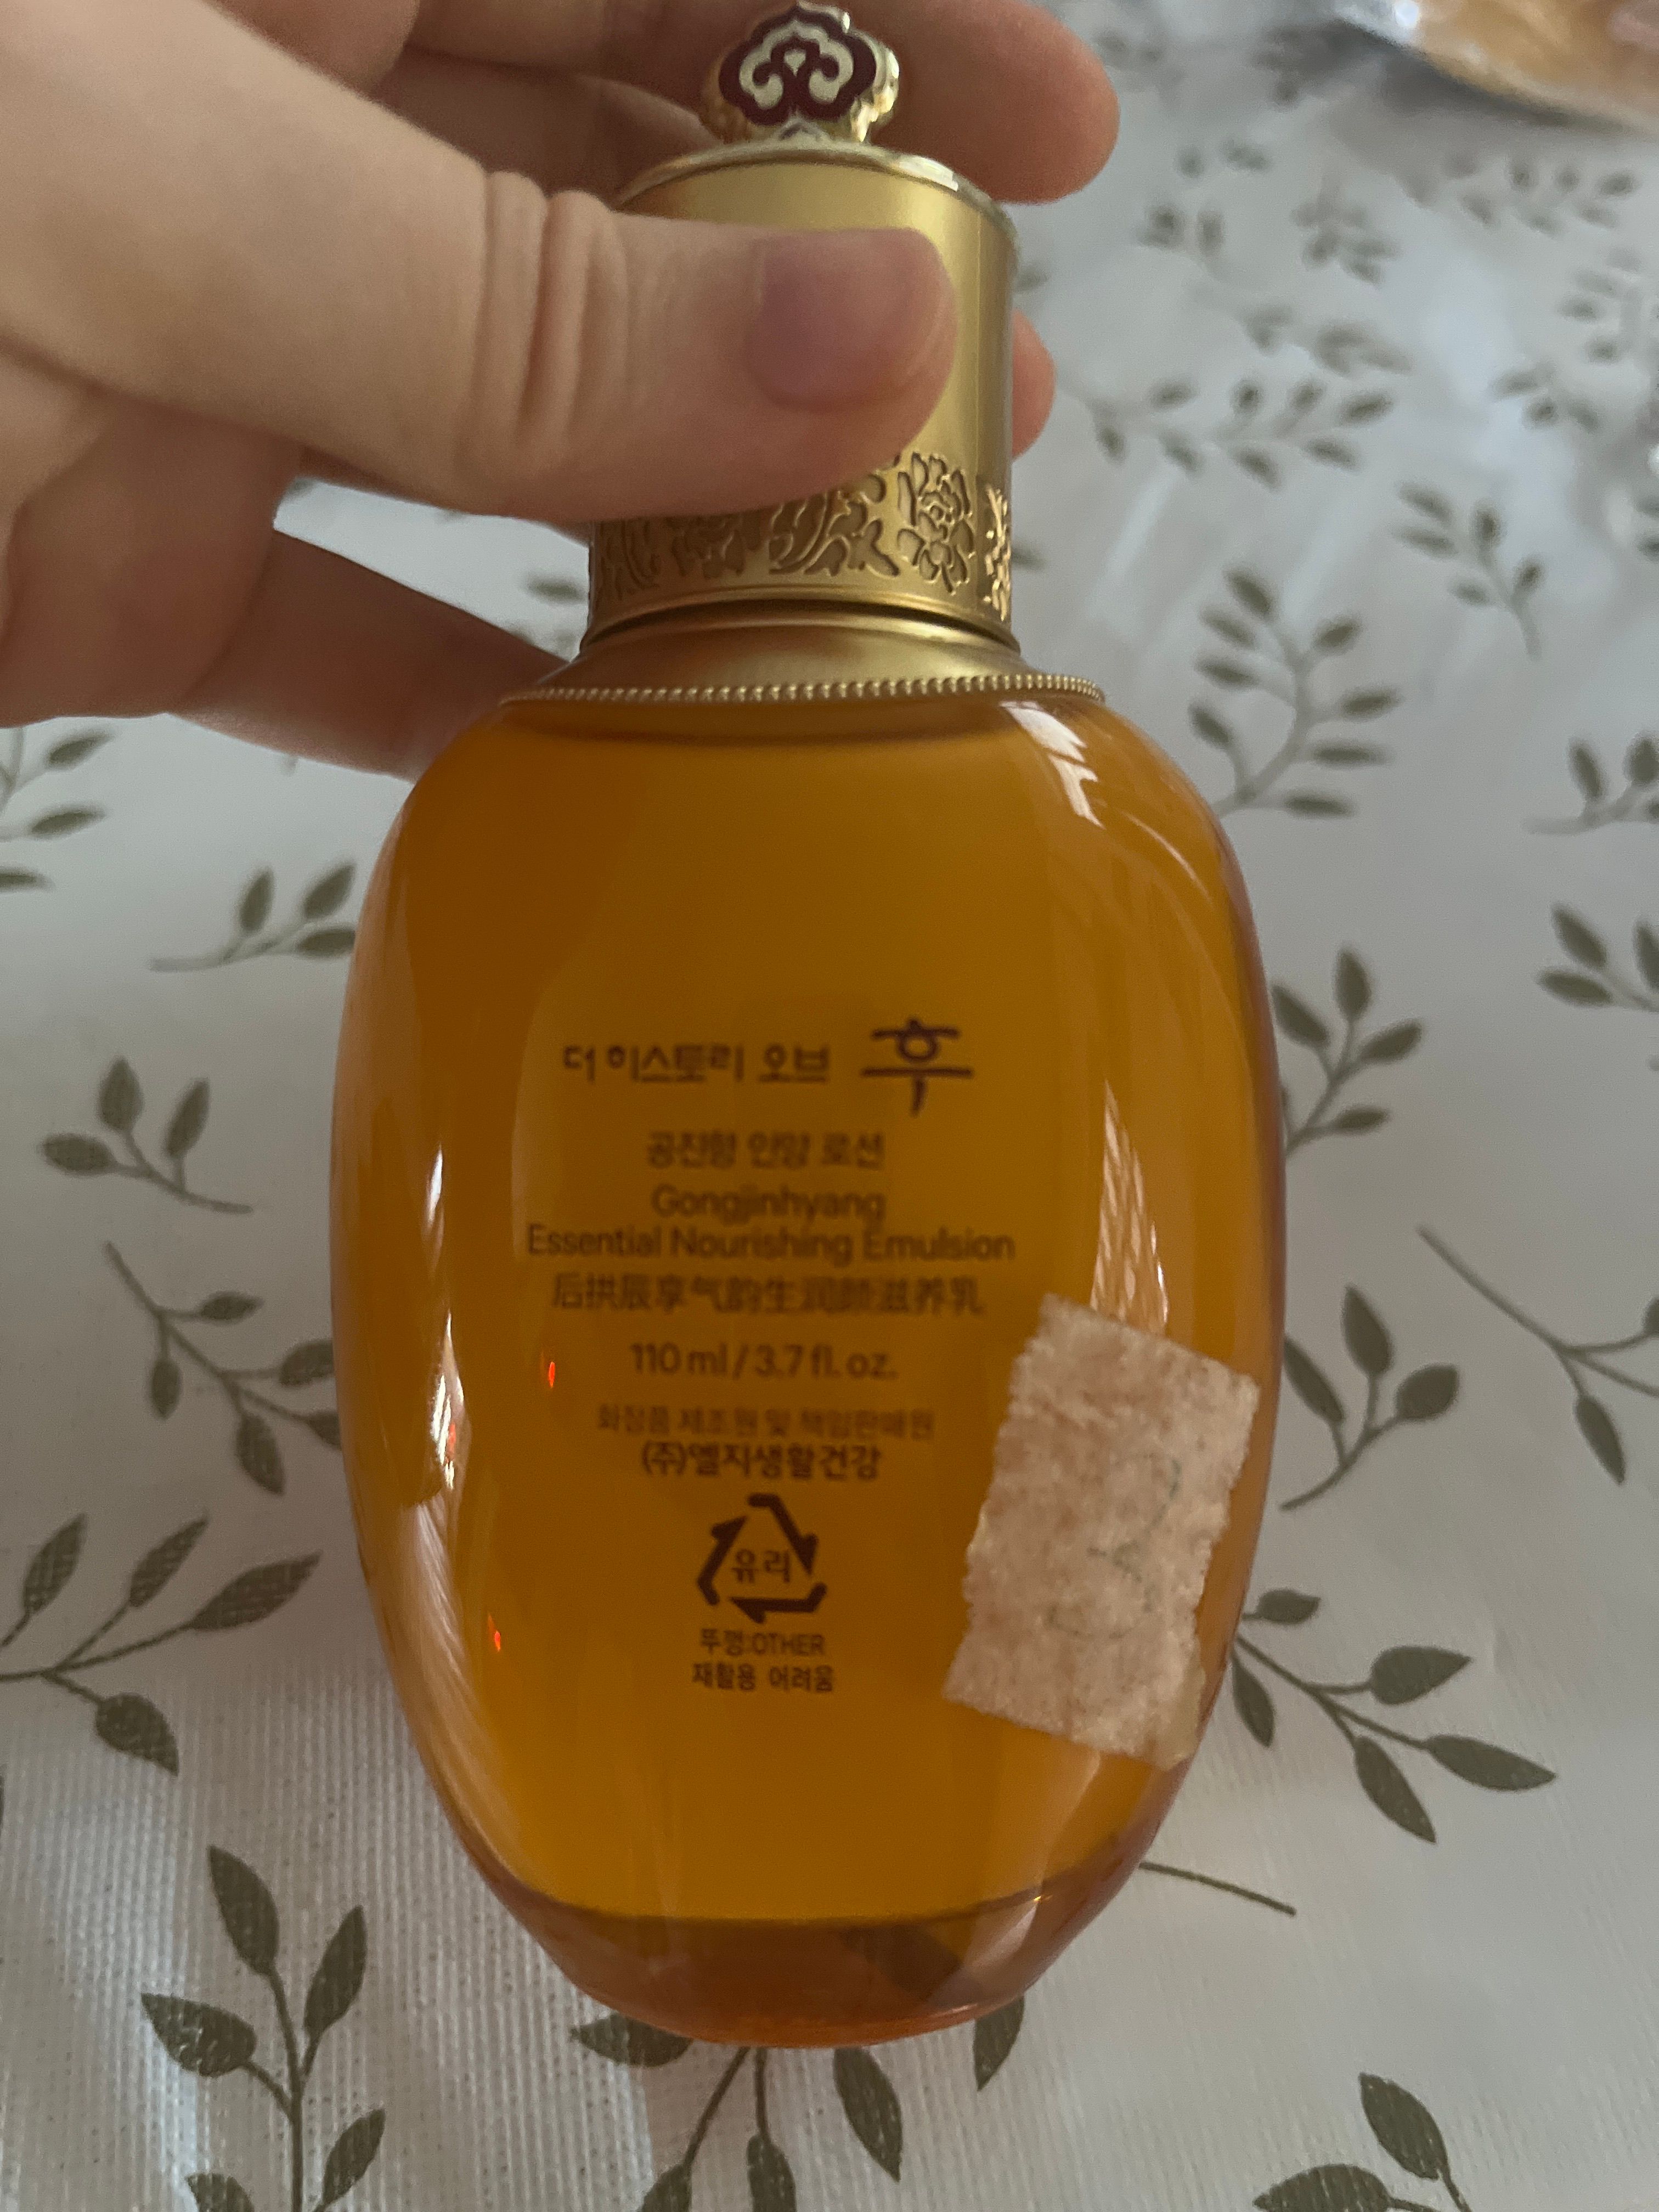 더 히스토리 오브 후
공진향 안양 로션
Gongjinhyang
Essential Nourishing Emulsion
后拱辰享气韵生润颜滋养乳
110 ml / 3.7 fl. oz.
화장품 제조원 및 책임판매원
(주)엘지생활건강
유리
뚜껑:OTHER
재활용 어려움